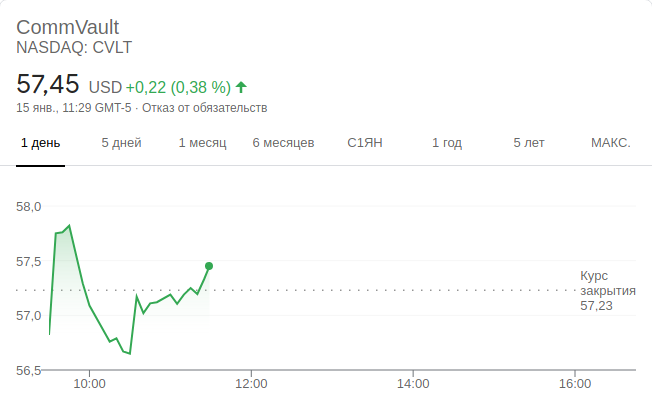 CommVault
NASDAQ: CVLT
57,45 USD +0,22 (0,38 %)
15 янв., 11:29 GMT-5 · Отказ от обязательств
1 день 5 дней 1 месяц 6 месяцев С1ЯН 1 год 5 лет МАКС.
58,0
57,5
Курс
закрытия
57,23
57,0
56,5
10:00 12:00 14:00 16:00